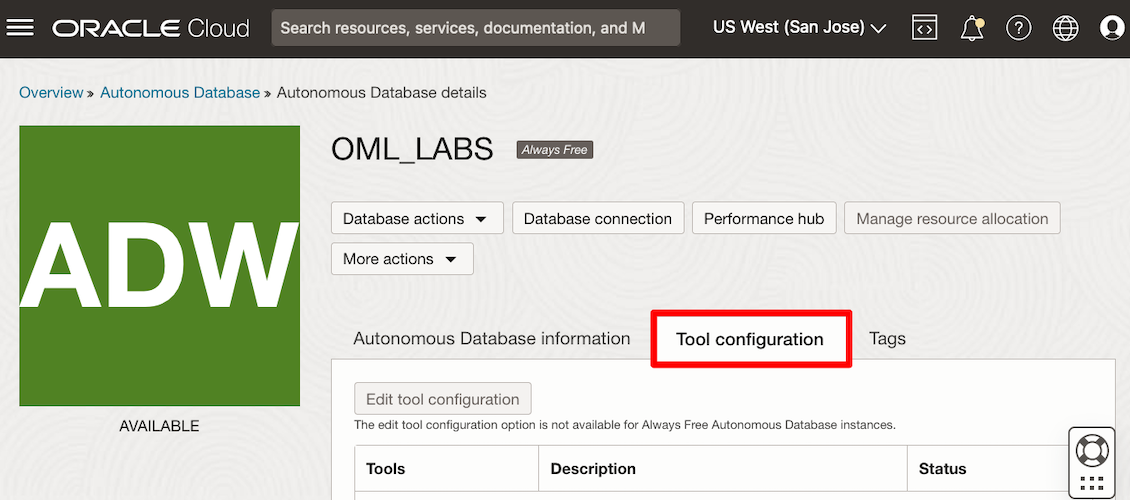 ORACLE Cloud Search resources, services, documentation, and M US West (San Jose)
Overview » Autonomous Database » Autonomous Database details
ADW
AVAILABLE
OML_LABS Always Free
Database actions Database connection Performance hub Manage resource allocation
More actions
Autonomous Database information Tool configuration Tags
Edit tool configuration
The edit tool configuration option is not available for Always Free Autonomous Database instances.
Tools Description Status